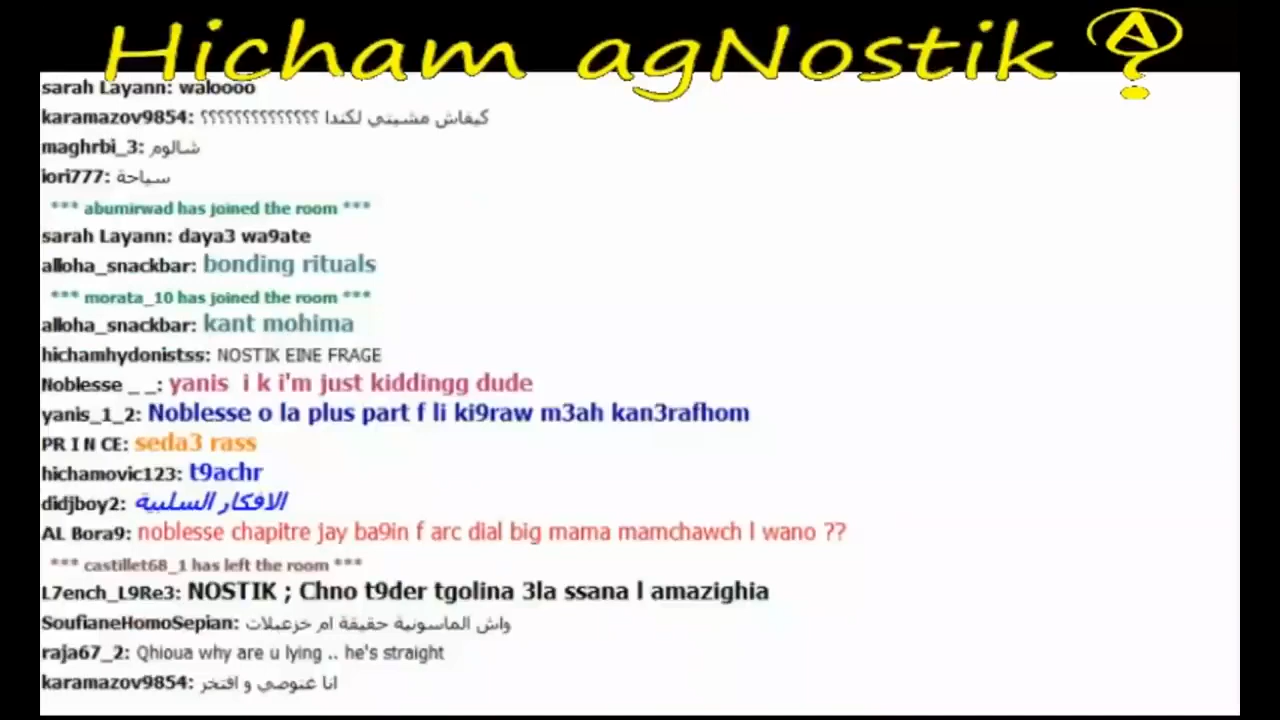 Hicham agNostik
sarah Layann: waloooo
karamazov9854: كيفاش مشيتي لكندا ؟؟؟؟؟؟؟؟؟؟؟؟؟؟
maghrbi_3: شالوم
iori777: سياحة
*** abumirwad has joined the room ***
sarah Layann: daya3 wa9ate
alloha_snackbar: bonding rituals
*** morata_10 has joined the room ***
alloha_snackbar: kant mohima
hichamhydonistss: NOSTIK EINE FRAGE
Noblesse _ _: yanis i k i'm just kiddingg dude
yanis_1_2: Noblesse o la plus part f li ki9raw m3ah kan3rafhom
PR I N CE: seda3 rass
hichamovic123: t9achr
didjboy2: الافكار السلبية
AL Bora9: noblesse chapitre jay ba9in f arc dial big mama mamchawch l wano ??
*** castillet68_1 has left the room ***
L7ench_L9Re3: NOSTIK ; Chno t9der tgolina 3la ssana l amazighia
SoufianeHomoSepian: واش الماسونية حقيقة ام خزعبلات
raja67_2: Qhioua why are u lying .. he's straight
karamazov9854: انا غنوصي و افتخر